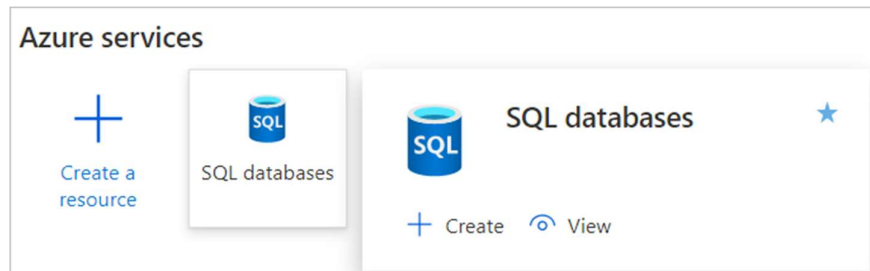 Azure services
Create a
resource
SQL
SQL databases
SQL
SQL databases
Create
View